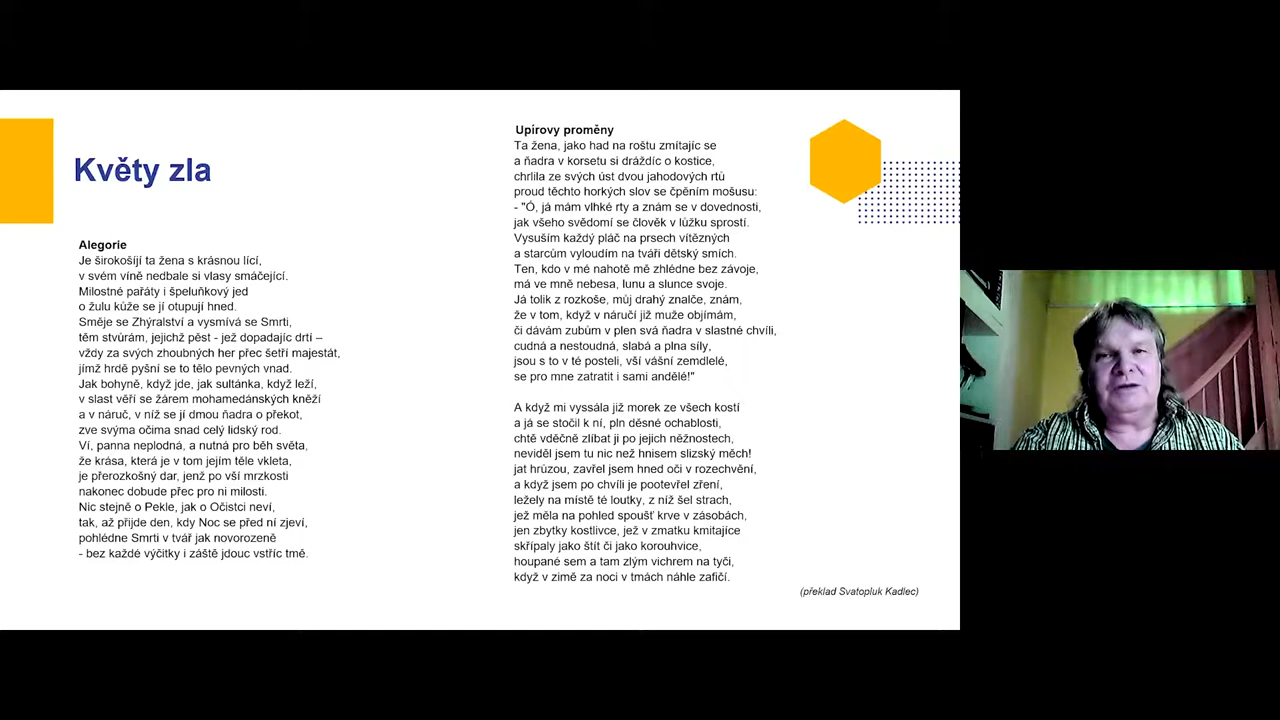 Květy zla
Alegorie
Je širokošíjí ta žena s krásnou lící,
v svém víně nedbale si vlasy smáčející.
Milostné pařáty i špeluňkový jed
o žulu kůže se jí otupují hned.
Směje se Zhýralství a vysmívá se Smrti,
těm stvůrám, jejichž pěst - jež dopadajíc drtí –
vždy za svých zhoubných her přec šetří majestát,
jímž hrdě pyšní se to tělo pevných vnad.
Jak bohyně, když jde, jak sultánka, když leží,
v slast věří se žárem mohamedánských kněží
a v náruč, v níž se jí dmou ňadra o překot,
zve svýma očima snad celý lidský rod.
Ví, panna neplodná, a nutná pro běh světa,
že krása, která je v tom jejím těle vkleta,
je přerozkošný dar, jenž po vší mrzkosti
nakonec dobude přec pro ni milosti.
Nic stejně o Pekle, jak o Očistci neví,
tak, až přijde den, kdy Noc se před ní zjeví,
pohlédne Smrti v tvář jak novorozeně
- bez každé výčitky i záště jdouc vstříc tmě.
Upírovy proměny
Ta žena, jako had na roštu zmítajíc se
a ňadra v korsetu si dráždíc o kostice,
chrlila ze svých úst dvou jahodových rtů
proud těchto horkých slov se čpěním mošusu:
- "Ó, já mám vlhké rty a znám se v dovednosti,
jak všeho svědomí se člověk v lůžku sprostí.
Vysuším každý pláč na prsech vítězných
a starcům vyloudím na tváři dětský smích.
Ten, kdo v mé nahotě mě zhlédne bez závoje,
má ve mně nebesa, lunu a slunce svoje.
Já tolik z rozkoše, můj drahý znalče, znám,
že v tom, když v náručí již muže objímám,
či dávám zubům v plen svá ňadra v slastné chvíli,
cudná a nestoudná, slabá a plna síly,
jsou s to v té posteli, vší vášní zemdlelé,
se pro mne zatratit i sami andělé!"
A když mi vyssála již morek ze všech kostí
a já se stočil k ní, pln děsné ochablosti,
chtě vděčně zlíbat ji po jejich něžnostech,
neviděl jsem tu nic než hnisem slizský měch!
jat hrůzou, zavřel jsem hned oči v rozechvění,
a když jsem po chvíli je pootevřel zření,
ležely na místě té loutky, z níž šel strach,
jež měla na pohled spoušť krve v zásobách,
jen zbytky kostlivce, jež v zmatku kmitajíce
skřípaly jako štít či jako korouhvice,
houpané sem a tam zlým vichrem na tyči,
když v zimě za noci v tmách náhle zafičí.
(překlad Svatopluk Kadlec)